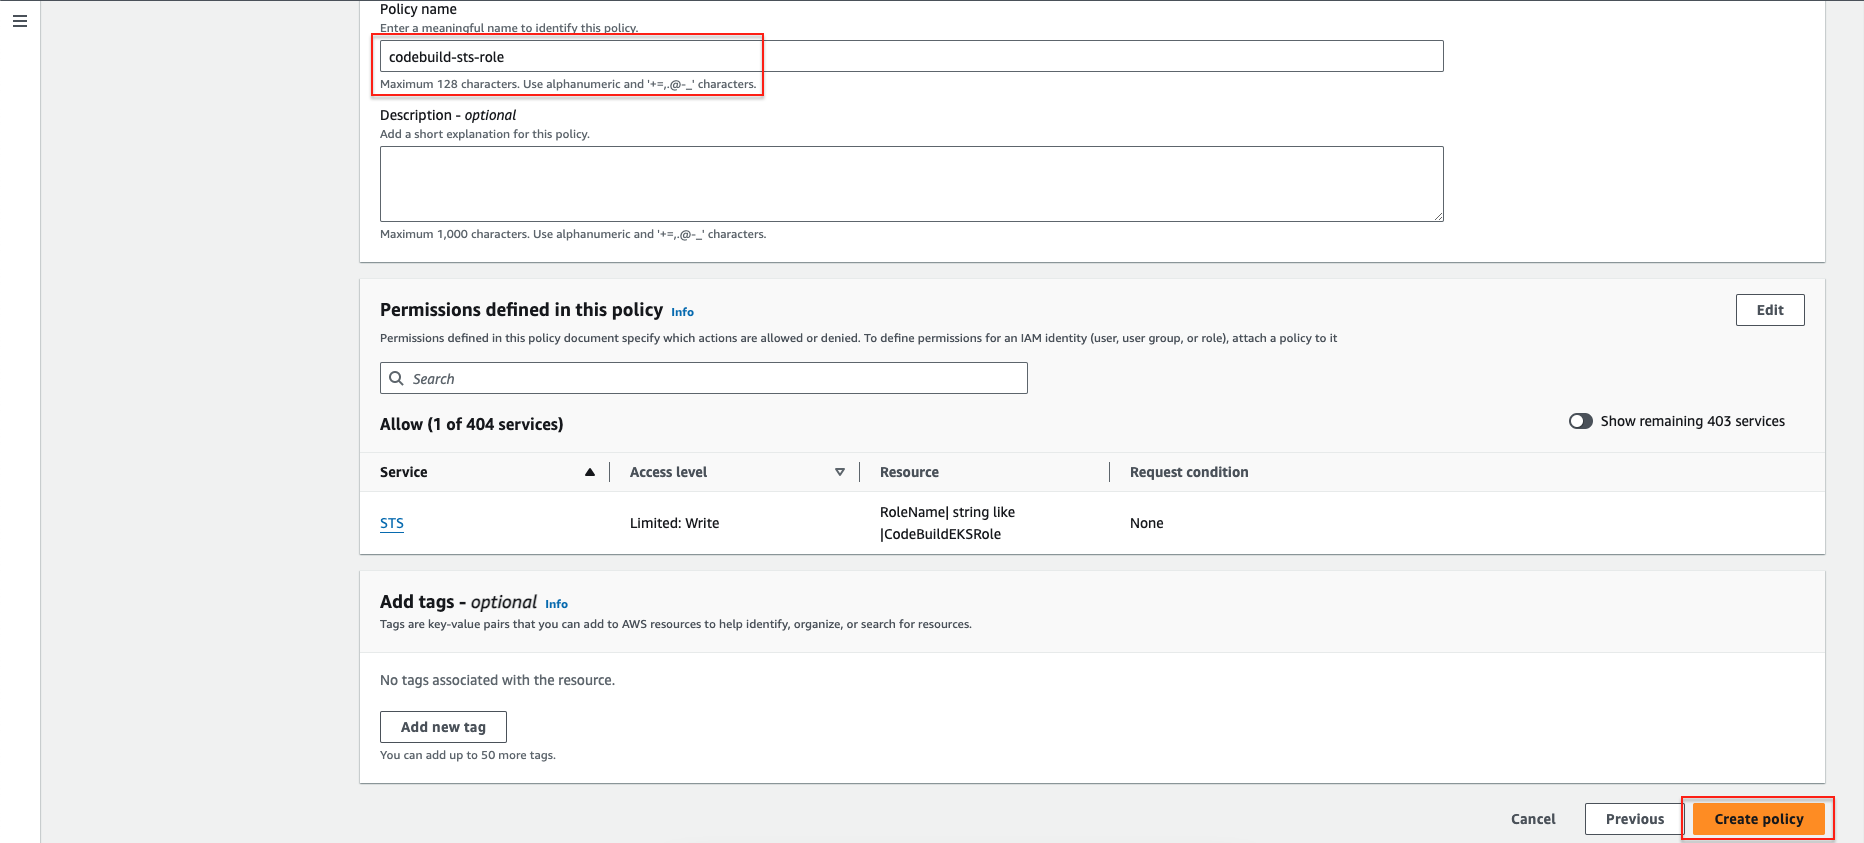 Policy name
Enter a meaningful name to identify this policy.
codebuild-sts-role
Maximum 128 characters. Use alphanumeric and '+=,.@-_' characters.
Description - optional
Add a short explanation for this policy.
Maximum 1,000 characters. Use alphanumeric and '+=,.@-_' characters.
Permissions defined in this policy Info
Edit
Permissions defined in this policy document specify which actions are allowed or denied. To define permissions for an IAM identity (user, user group, or role), attach a policy to it
Search
Allow (1 of 404 services)
Show remaining 403 services
Service Access level Resource Request condition
STS Limited: Write RoleName| string like None
|CodeBuildEKSRole
Add tags - optional Info
Tags are key-value pairs that you can add to AWS resources to help identify, organize, or search for resources.
No tags associated with the resource.
Add new tag
You can add up to 50 more tags.
Cancel Previous Create policy